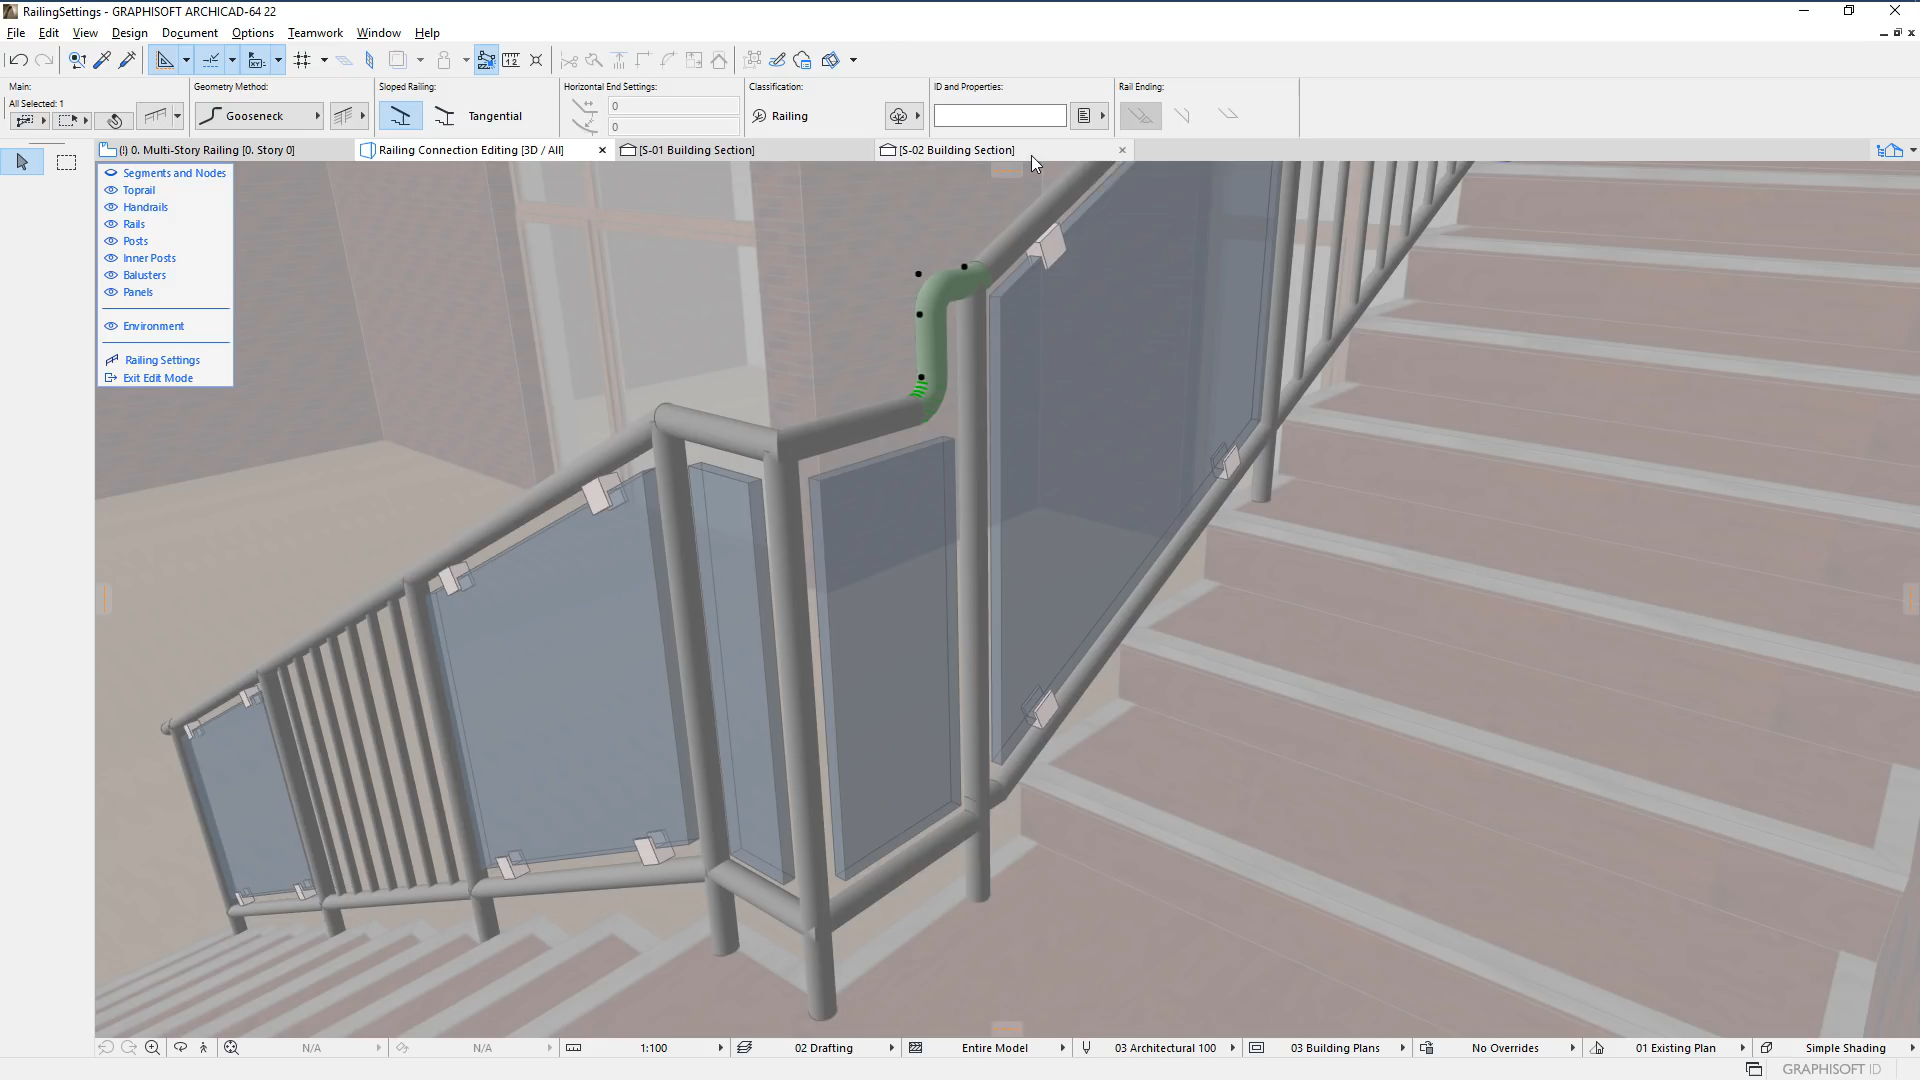 RailingSettings - GRAPHISOFT ARCHICAD-64 22
File Edit View Design Document Options Teamwork Window Help
Main: Geometry Method: Sloped Railing: Horizontal End Settings: Classification: ID and Properties: Rail Ending:
All Selected: 1
Gooseneck Tangential 0 Railing
0
(!) 0. Multi-Story Railing [0. Story 0] Railing Connection Editing [3D / All] [S-01 Building Section] [S-02 Building Section]
Segments and Nodes
Toprail
Handrails
Rails
Posts
Inner Posts
Balusters
Panels
Environment
Railing Settings
Exit Edit Mode
N/A N/A 1:100 02 Drafting Entire Model 03 Architectural 100 03 Building Plans No Overrides 01 Existing Plan Simple Shading
GRAPHISOFT ID